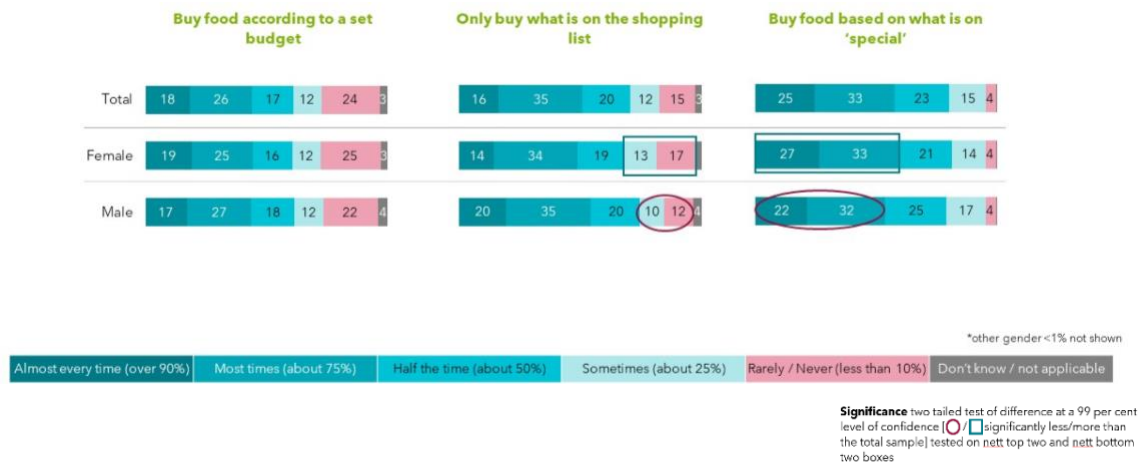 Buy food according to a set
budget
Only buy what is on the shopping
list
Buy food based on what is on
‘special’
Total 18 26 17 12 24 3 16 35 20 12 15 3 25 33 23 15 4
Female 19 25 16 12 25 3 14 34 19 13 17 27 33 21 14 4
Male 17 27 18 12 22 4 20 35 20 10 12 4 22 32 25 17 4
*other gender <1% not shown
Almost every time (over 90%) Most times (about 75%) Half the time (about 50%) Sometimes (about 25%) Rarely / Never (less than 10%) Don't know / not applicable
Significance two tailed test of difference at a 99 per cent
level of confidence [ / significantly less/more than
the total sample] tested on nett top two and nett bottom
two boxes